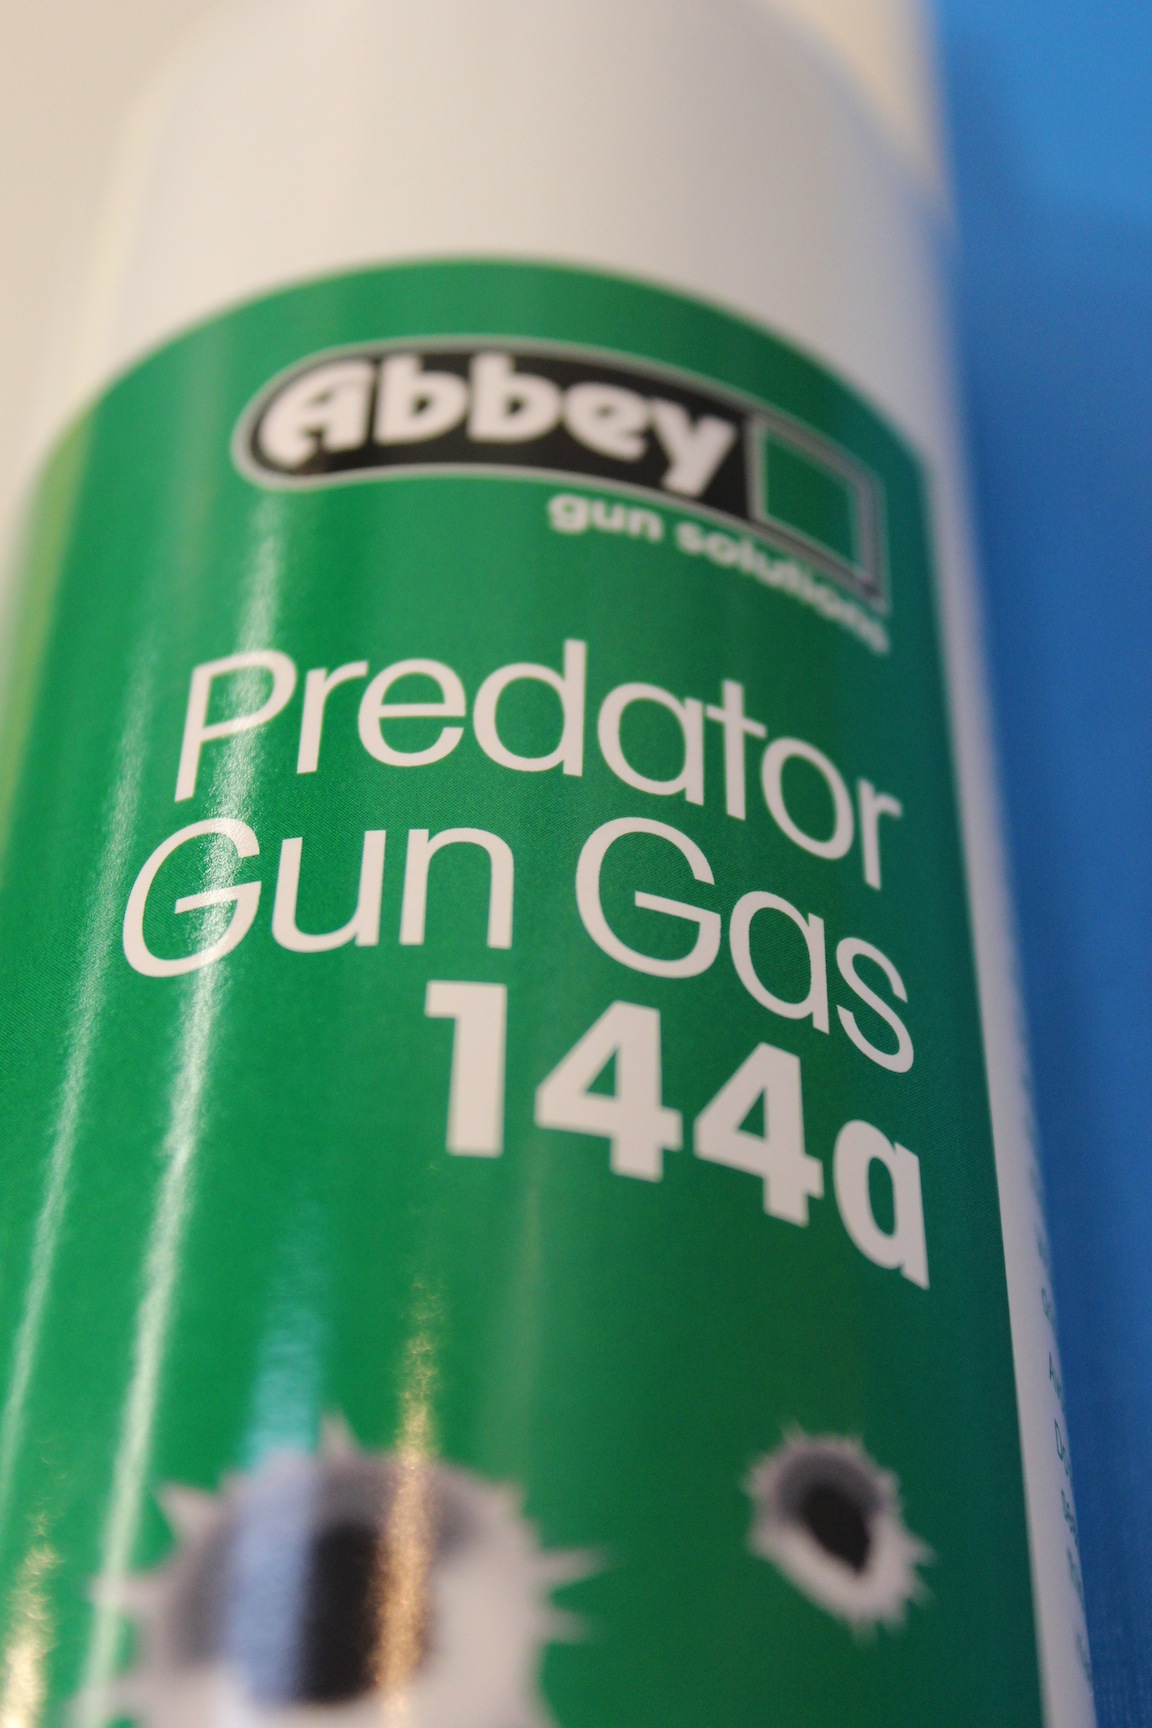 Abbey
gun solutions
Predator
Gun Gas
144a